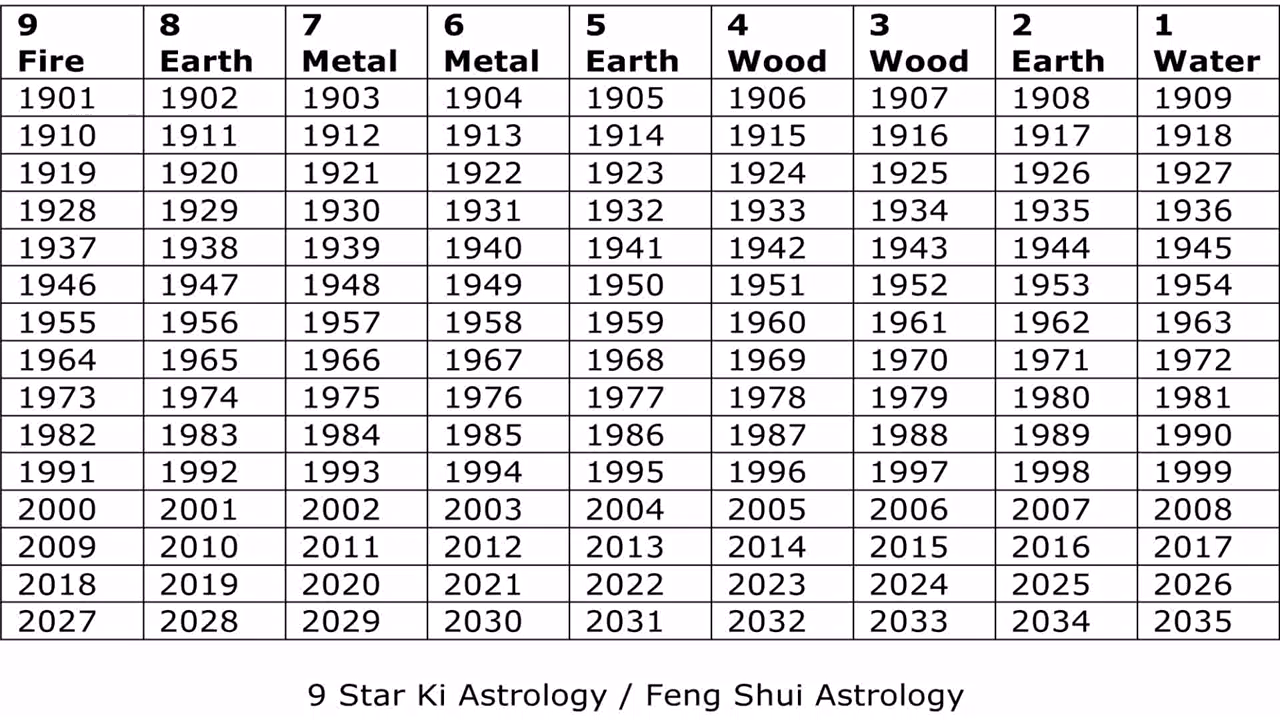 9 8 7 6 5 4 3 2 1
Fire Earth Metal Metal Earth Wood Wood Earth Water
1901 1902 1903 1904 1905 1906 1907 1908 1909
1910 1911 1912 1913 1914 1915 1916 1917 1918
1919 1920 1921 1922 1923 1924 1925 1926 1927
1928 1929 1930 1931 1932 1933 1934 1935 1936
1937 1938 1939 1940 1941 1942 1943 1944 1945
1946 1947 1948 1949 1950 1951 1952 1953 1954
1955 1956 1957 1958 1959 1960 1961 1962 1963
1964 1965 1966 1967 1968 1969 1970 1971 1972
1973 1974 1975 1976 1977 1978 1979 1980 1981
1982 1983 1984 1985 1986 1987 1988 1989 1990
1991 1992 1993 1994 1995 1996 1997 1998 1999
2000 2001 2002 2003 2004 2005 2006 2007 2008
2009 2010 2011 2012 2013 2014 2015 2016 2017
2018 2019 2020 2021 2022 2023 2024 2025 2026
2027 2028 2029 2030 2031 2032 2033 2034 2035
9 Star Ki Astrology / Feng Shui Astrology